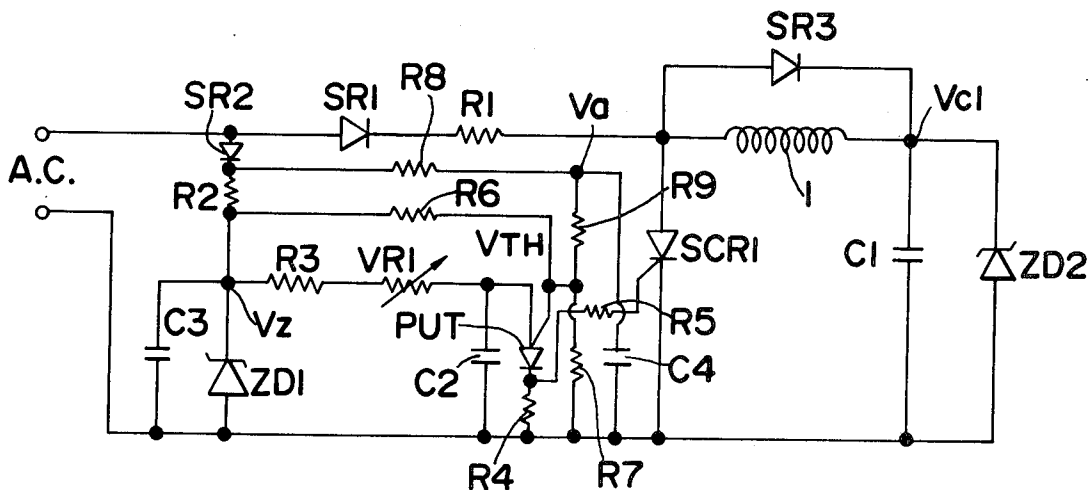 SR3
R8
SR2
SR1
R1
Va
Vc1
A.C.
R2
R6
R9
1
VTH
SCR1
C1
ZD2
R3
VR1
C3
Vz
PUT
R5
ZD1
C2
C4
R4
R7